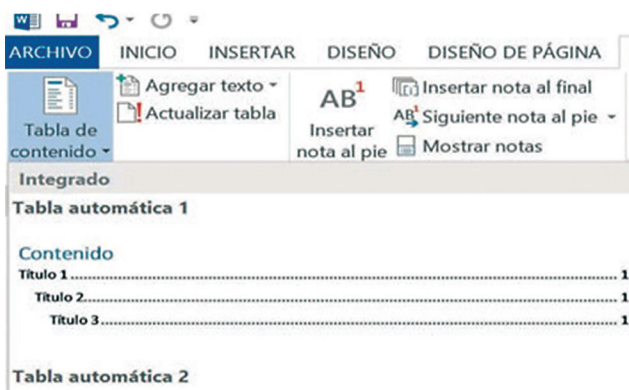 ARCHIVO INICIO INSERTAR DISEÑO DISEÑO DE PÁGINA
Tabla de contenido
Agregar texto
Actualizar tabla
AB1
Insertar
nota al pie
Insertar nota al final
AB1 Siguiente nota al pie
Mostrar notas
Integrado
Tabla automática 1
Contenido
Título 1 1
Título 2 1
Título 3 1
Tabla automática 2